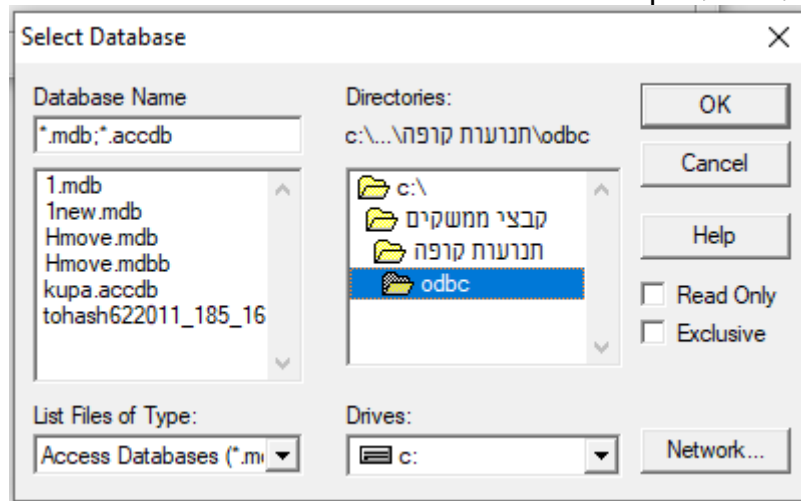 Select Database
Database Name
*.mdb;*.accdb
1.mdb
1new.mdb
Hmove.mdb
Hmove.mdbb
kupa.accdb
tohash622011_185_16
List Files of Type:
Access Databases (*.m
Directories:
c:\...\תנועות קופה\odbc
c:\
קבצי ממשקים
תנרועות קופה
odbc
Drives:
c:
OK
Cancel
Help
Read Only
Exclusive
Network...